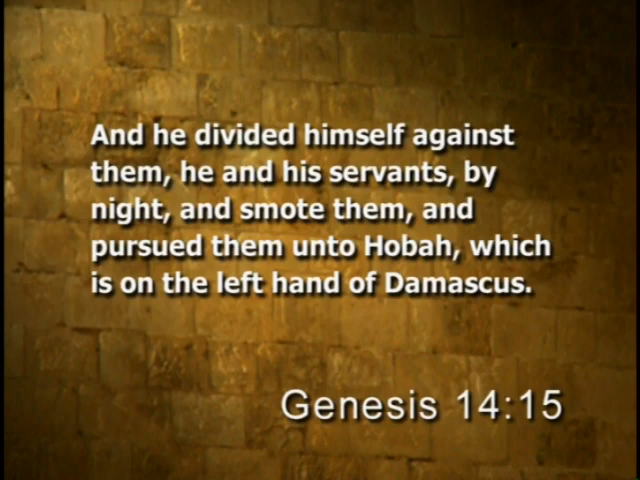 And he divided himself against
them, he and his servants, by
night, and smote them, and
pursued them unto Hobah, which
is on the left hand of Damascus.
Genesis 14:15